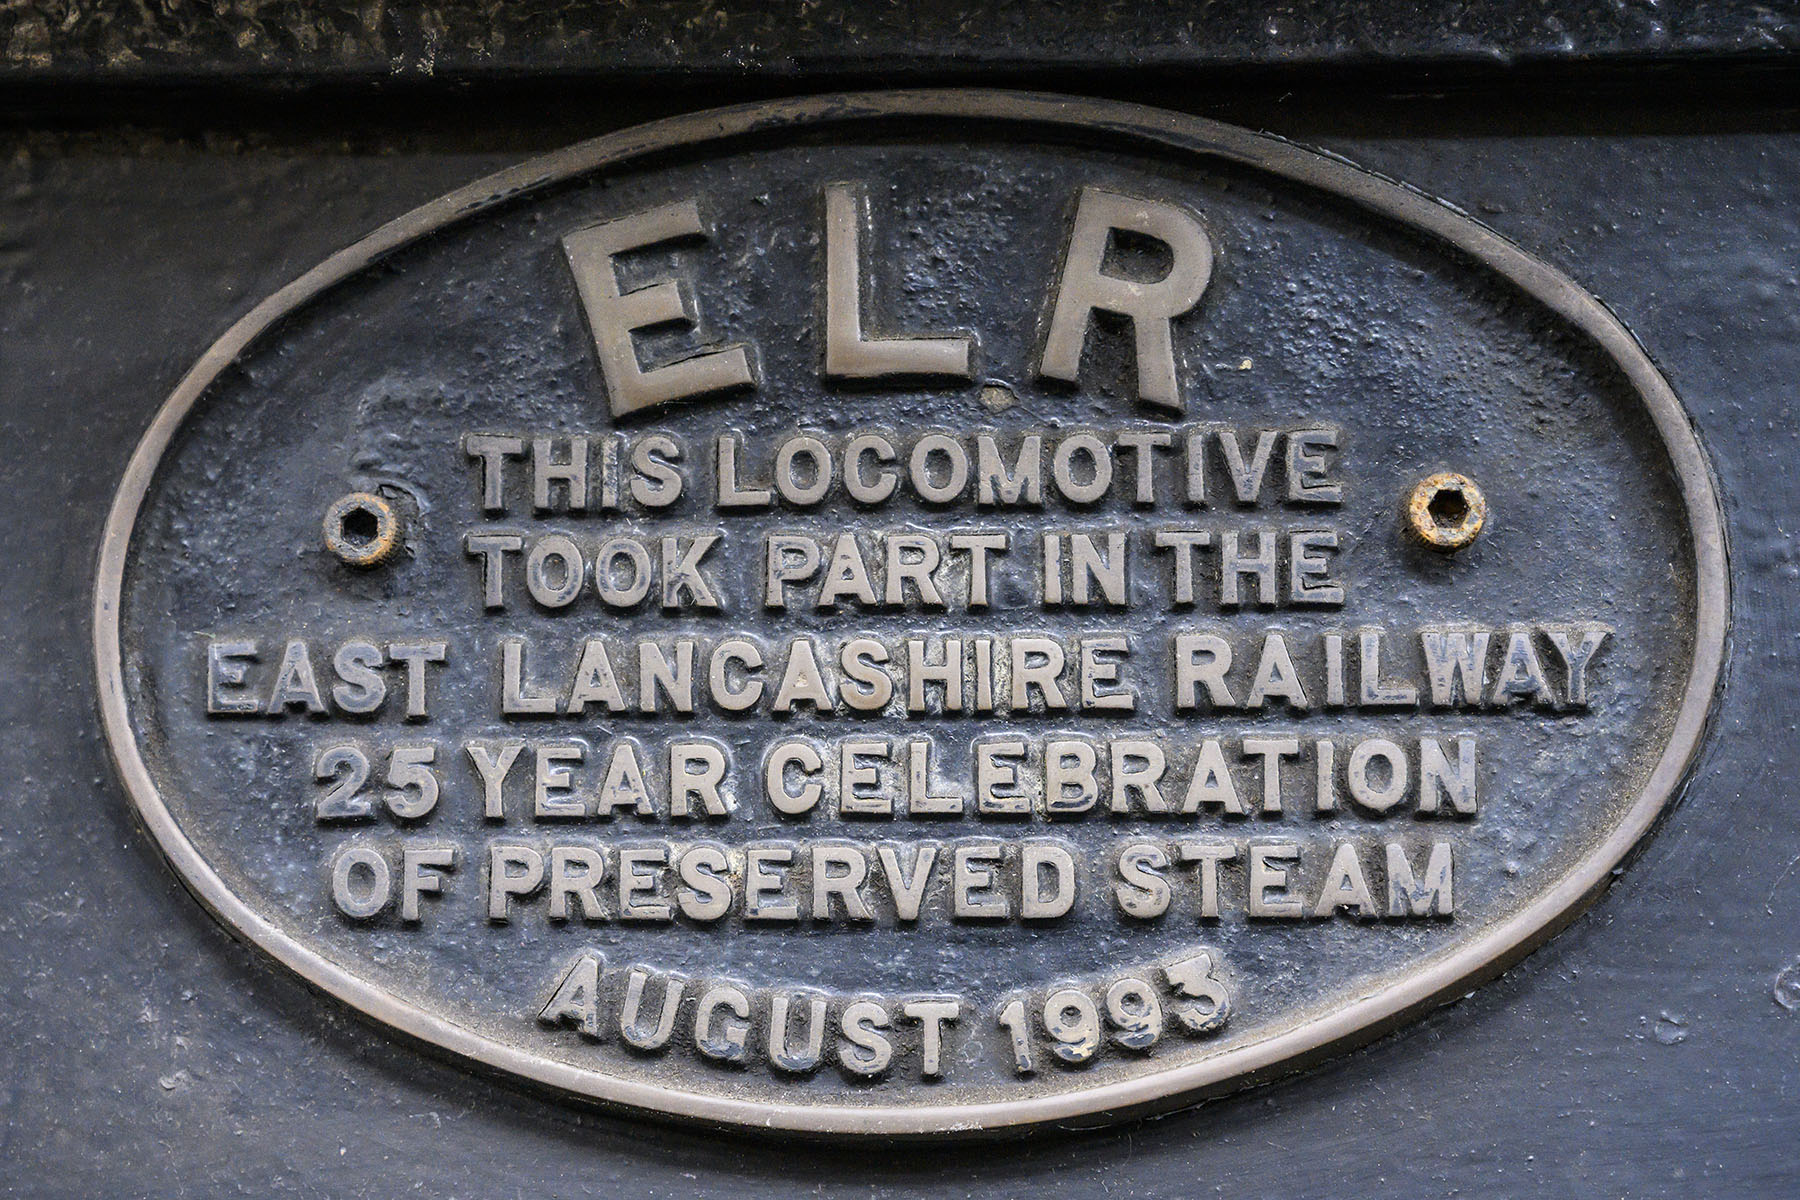 ELR
THIS LOCOMOTIVE
TOOK PART IN THE
EAST LANCASHIRE RAILWAY
25 YEAR CELEBRATION
OF PRESERVED STEAM
AUGUST 1993